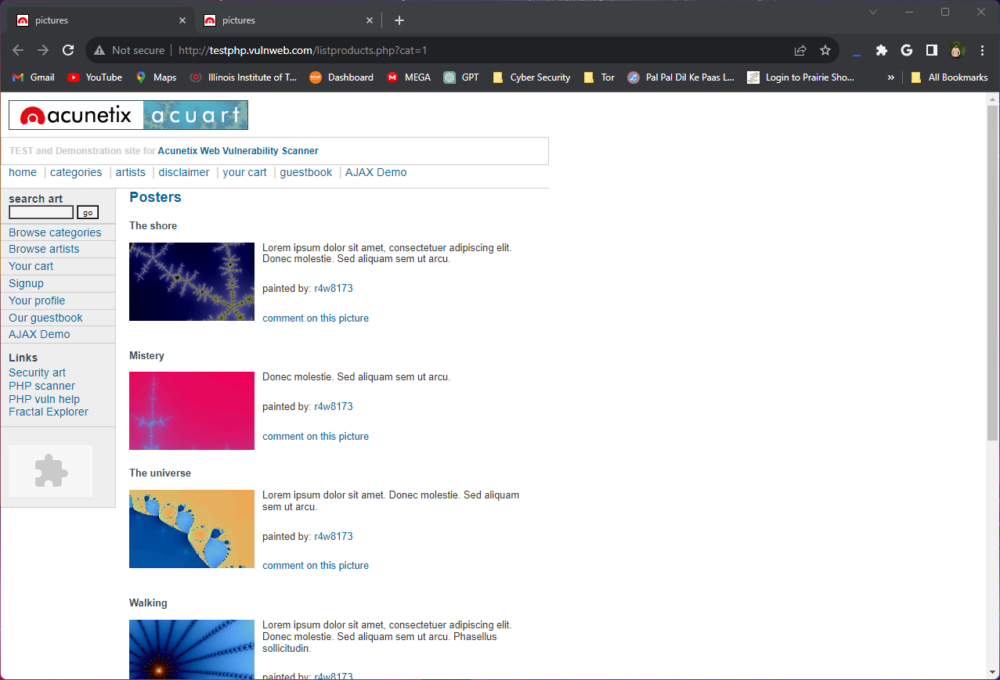 pictures
pictures
Not secure
http://testphp.vulnweb.com/listproducts.php?cat=1
Gmail
YouTube
Maps
Illinois Institute of T...
Dashboard
MEGA
GPT
Cyber Security
Tor
Pal Pal Dil Ke Paas L...
Login to Prairie Sho...
»
All Bookmarks
acunetix acuart
TEST and Demonstration site for Acunetix Web Vulnerability Scanner
home | categories | artists | disclaimer | your cart | guestbook | AJAX Demo
search art
go
Browse categories
Browse artists
Your cart
Signup
Your profile
Our guestbook
AJAX Demo
Links
Security art
PHP scanner
PHP vuln help
Fractal Explorer
Posters
The shore
Lorem ipsum dolor sit amet, consectetuer adipiscing elit.
Donec molestie. Sed aliquam sem ut arcu.
painted by: r4w8173
comment on this picture
Mistery
Donec molestie. Sed aliquam sem ut arcu.
painted by: r4w8173
comment on this picture
The universe
Lorem ipsum dolor sit amet. Donec molestie. Sed aliquam
sem ut arcu.
painted by: r4w8173
comment on this picture
Walking
Lorem ipsum dolor sit amet, consectetuer adipiscing elit.
Donec molestie. Sed aliquam sem ut arcu. Phasellus
sollicitudin.
painted by: r4w8173